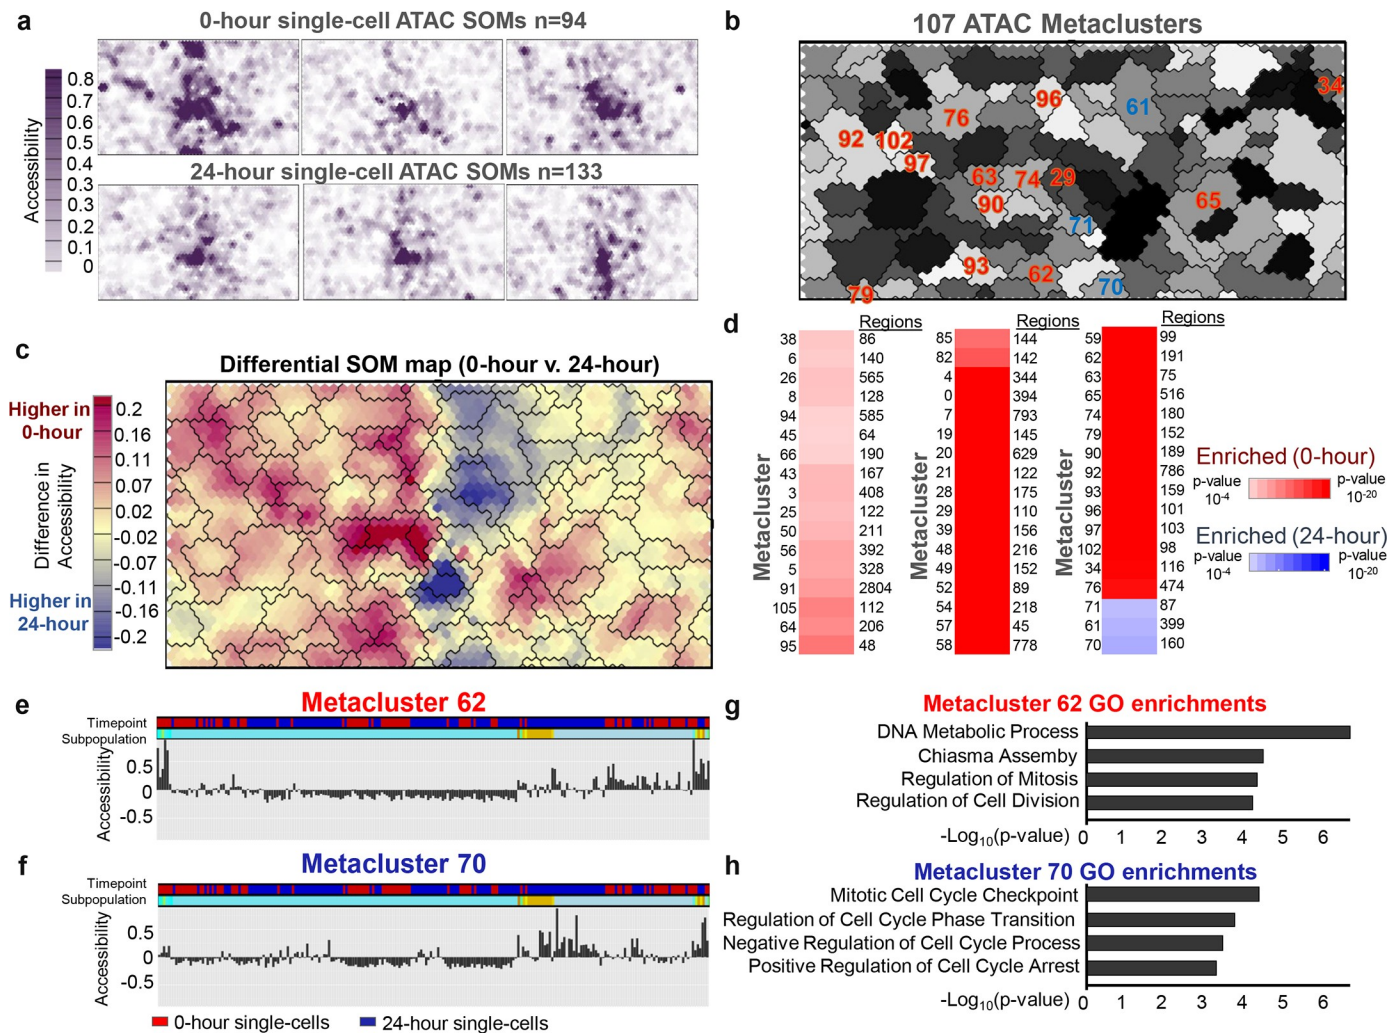 a
0-hour single-cell ATAC SOMs n=94
Accessibility
0.8
0.7
0.6
0.5
0.4
0.3
0.2
0.1
0
24-hour single-cell ATAC SOMs n=133
b
107 ATAC Metaclusters
34
96
61
76
92
102
97
63
74
29
90
65
71
93
62
70
79
c
Differential SOM map (0-hour v. 24-hour)
Higher in
0-hour
Difference in
Accessibility
Higher in
24-hour
0.2
0.16
0.11
0.07
0.02
-0.02
-0.07
-0.11
-0.16
-0.2
d
Metacluster
Regions
38 86
6 140
26 565
8 128
94 585
45 64
66 190
43 167
3 408
25 122
50 211
56 392
5 328
91 2804
105 112
64 206
95 48
Metacluster
Regions
85 144
82 142
4 344
0 394
7 793
19 145
20 629
21 122
28 175
29 110
39 156
48 216
49 152
52 89
54 218
57 45
58 778
Metacluster
Regions
59 99
62 191
63 75
65 516
74 180
79 152
90 189
92 786
93 159
96 101
97 103
102 98
34 116
76 474
71 87
61 399
70 160
Enriched (0-hour)
p-value p-value
10-4 10-20
Enriched (24-hour)
p-value p-value
10-4 10-20
e
Metacluster 62
Timepoint
Subpopulation
Accessibility
0.5
0
-0.5
f
Metacluster 70
Timepoint
Subpopulation
Accessibility
0.5
0
-0.5
0-hour single-cells 24-hour single-cells
g
Metacluster 62 GO enrichments
DNA Metabolic Process
Chiasma Assemby
Regulation of Mitosis
Regulation of Cell Division
-Log10(p-value) 0 1 2 3 4 5 6
h
Metacluster 70 GO enrichments
Mitotic Cell Cycle Checkpoint
Regulation of Cell Cycle Phase Transition
Negative Regulation of Cell Cycle Process
Positive Regulation of Cell Cycle Arrest
-Log10(p-value) 0 1 2 3 4 5 6